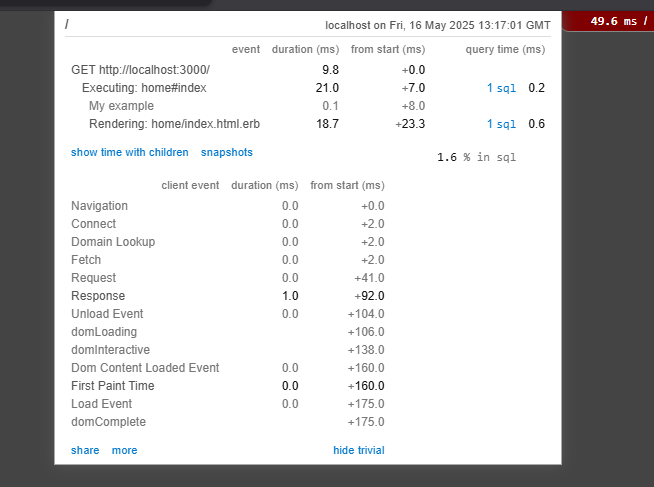 / localhost on Fri, 16 May 2025 13:17:01 GMT 49.6 ms /
event duration (ms) from start (ms) query time (ms)
GET http://localhost:3000/ 9.8 +0.0
Executing: home#index 21.0 +7.0 1 sql 0.2
My example 0.1 +8.0
Rendering: home/index.html.erb 18.7 +23.3 1 sql 0.6
show time with children snapshots 1.6 % in sql
client event duration (ms) from start (ms)
Navigation 0.0 +0.0
Connect 0.0 +2.0
Domain Lookup 0.0 +2.0
Fetch 0.0 +2.0
Request 0.0 +41.0
Response 1.0 +92.0
Unload Event 0.0 +104.0
domLoading +106.0
domInteractive +138.0
Dom Content Loaded Event 0.0 +160.0
First Paint Time 0.0 +160.0
Load Event 0.0 +175.0
domComplete +175.0
share more hide trivial